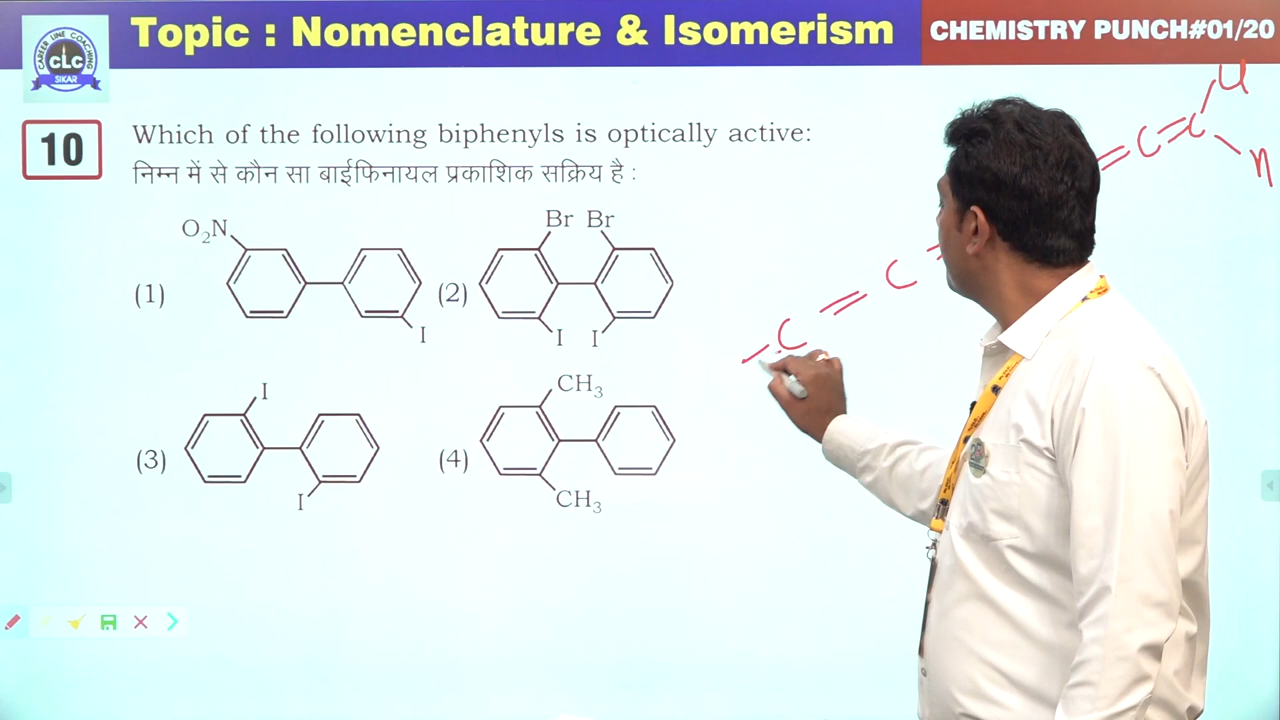 CAREER LINE COACHING
CLC
SIKAR
Topic : Nomenclature & Isomerism
CHEMISTRY PUNCH#01/20
10
Which of the following biphenyls is optically active:
निम्न में से कौन सा बाईफिनायल प्रकाशिक सक्रिय है :
(1)
O₂N
I
(2)
Br Br
I I
(3)
I
I
(4)
CH₃
CH₃
C = C
= C = C